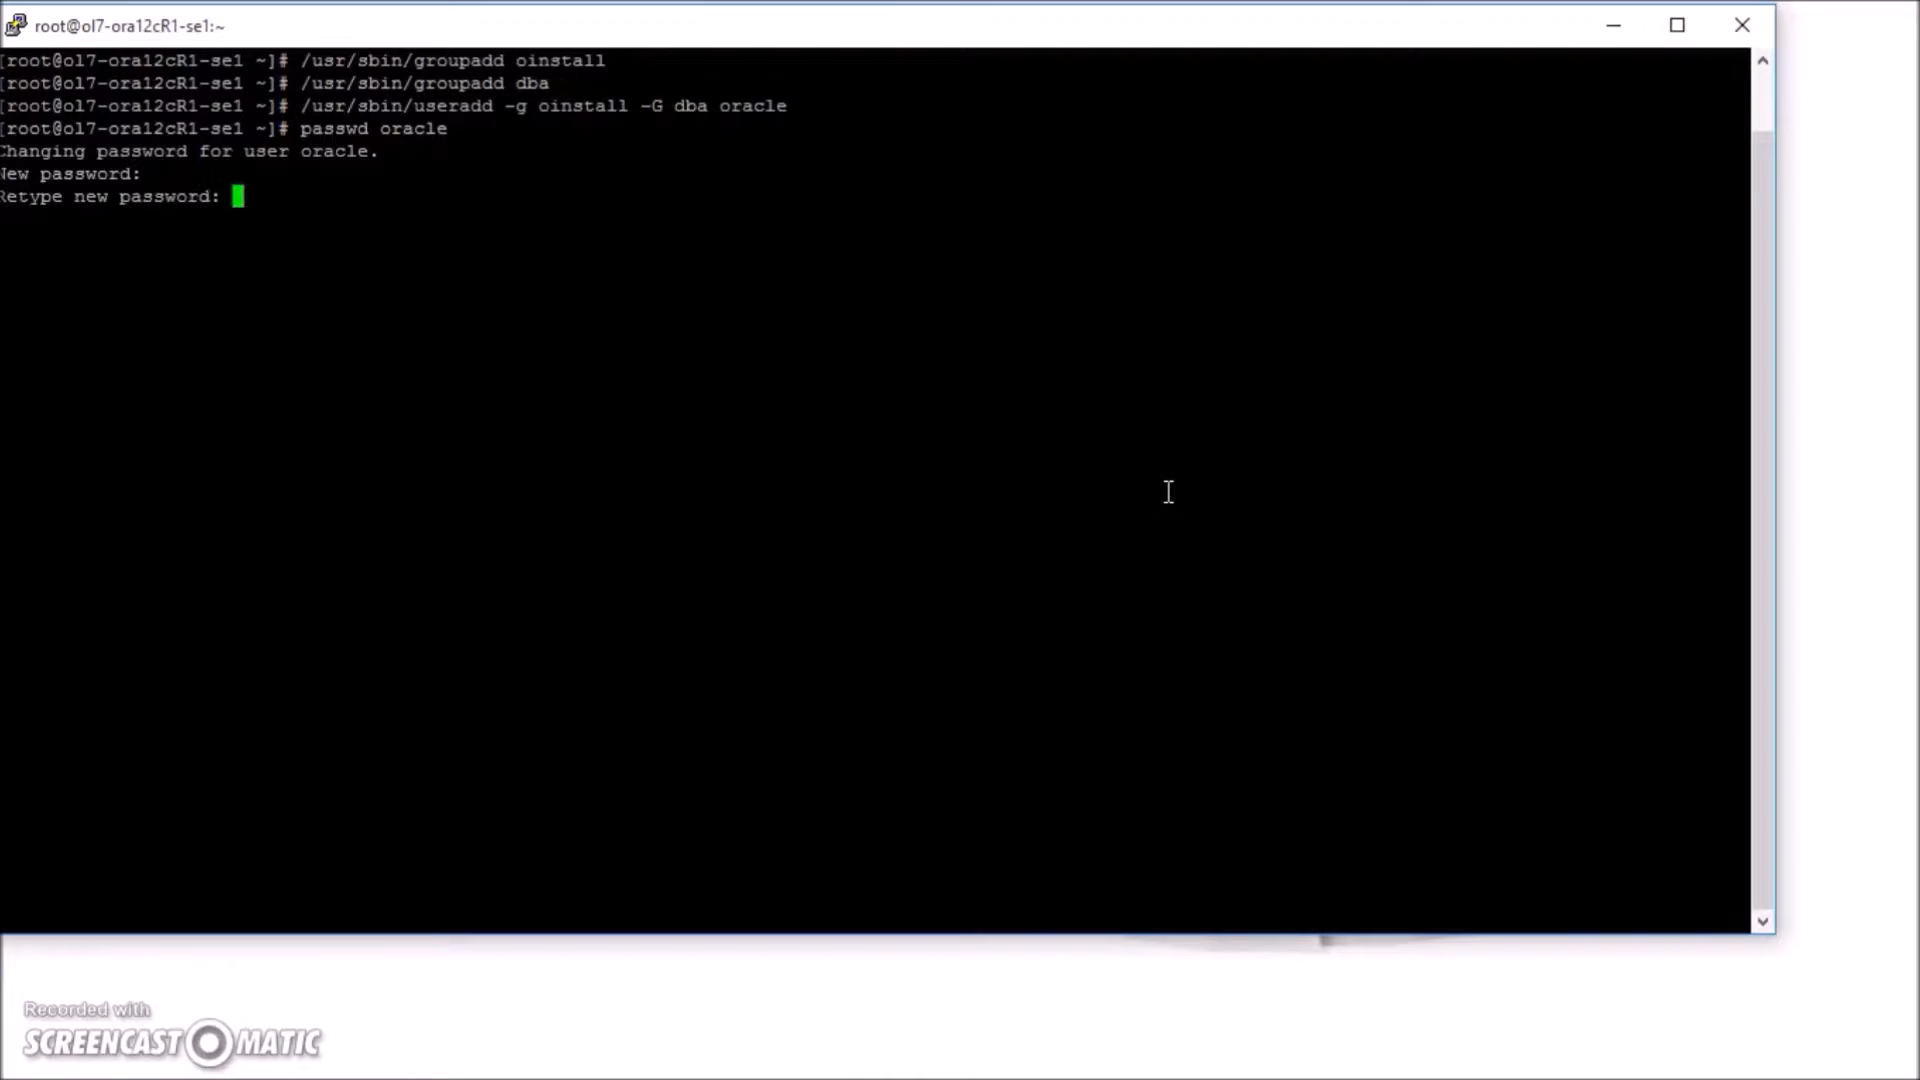 root@ol7-ora12cR1-se1:~
[root@ol7-ora12cR1-se1 ~]# /usr/sbin/groupadd oinstall
[root@ol7-ora12cR1-se1 ~]# /usr/sbin/groupadd dba
[root@ol7-ora12cR1-se1 ~]# /usr/sbin/useradd -g oinstall -G dba oracle
[root@ol7-ora12cR1-se1 ~]# passwd oracle
Changing password for user oracle.
New password:
Retype new password:
Recorded with
SCREENCAST MATIC